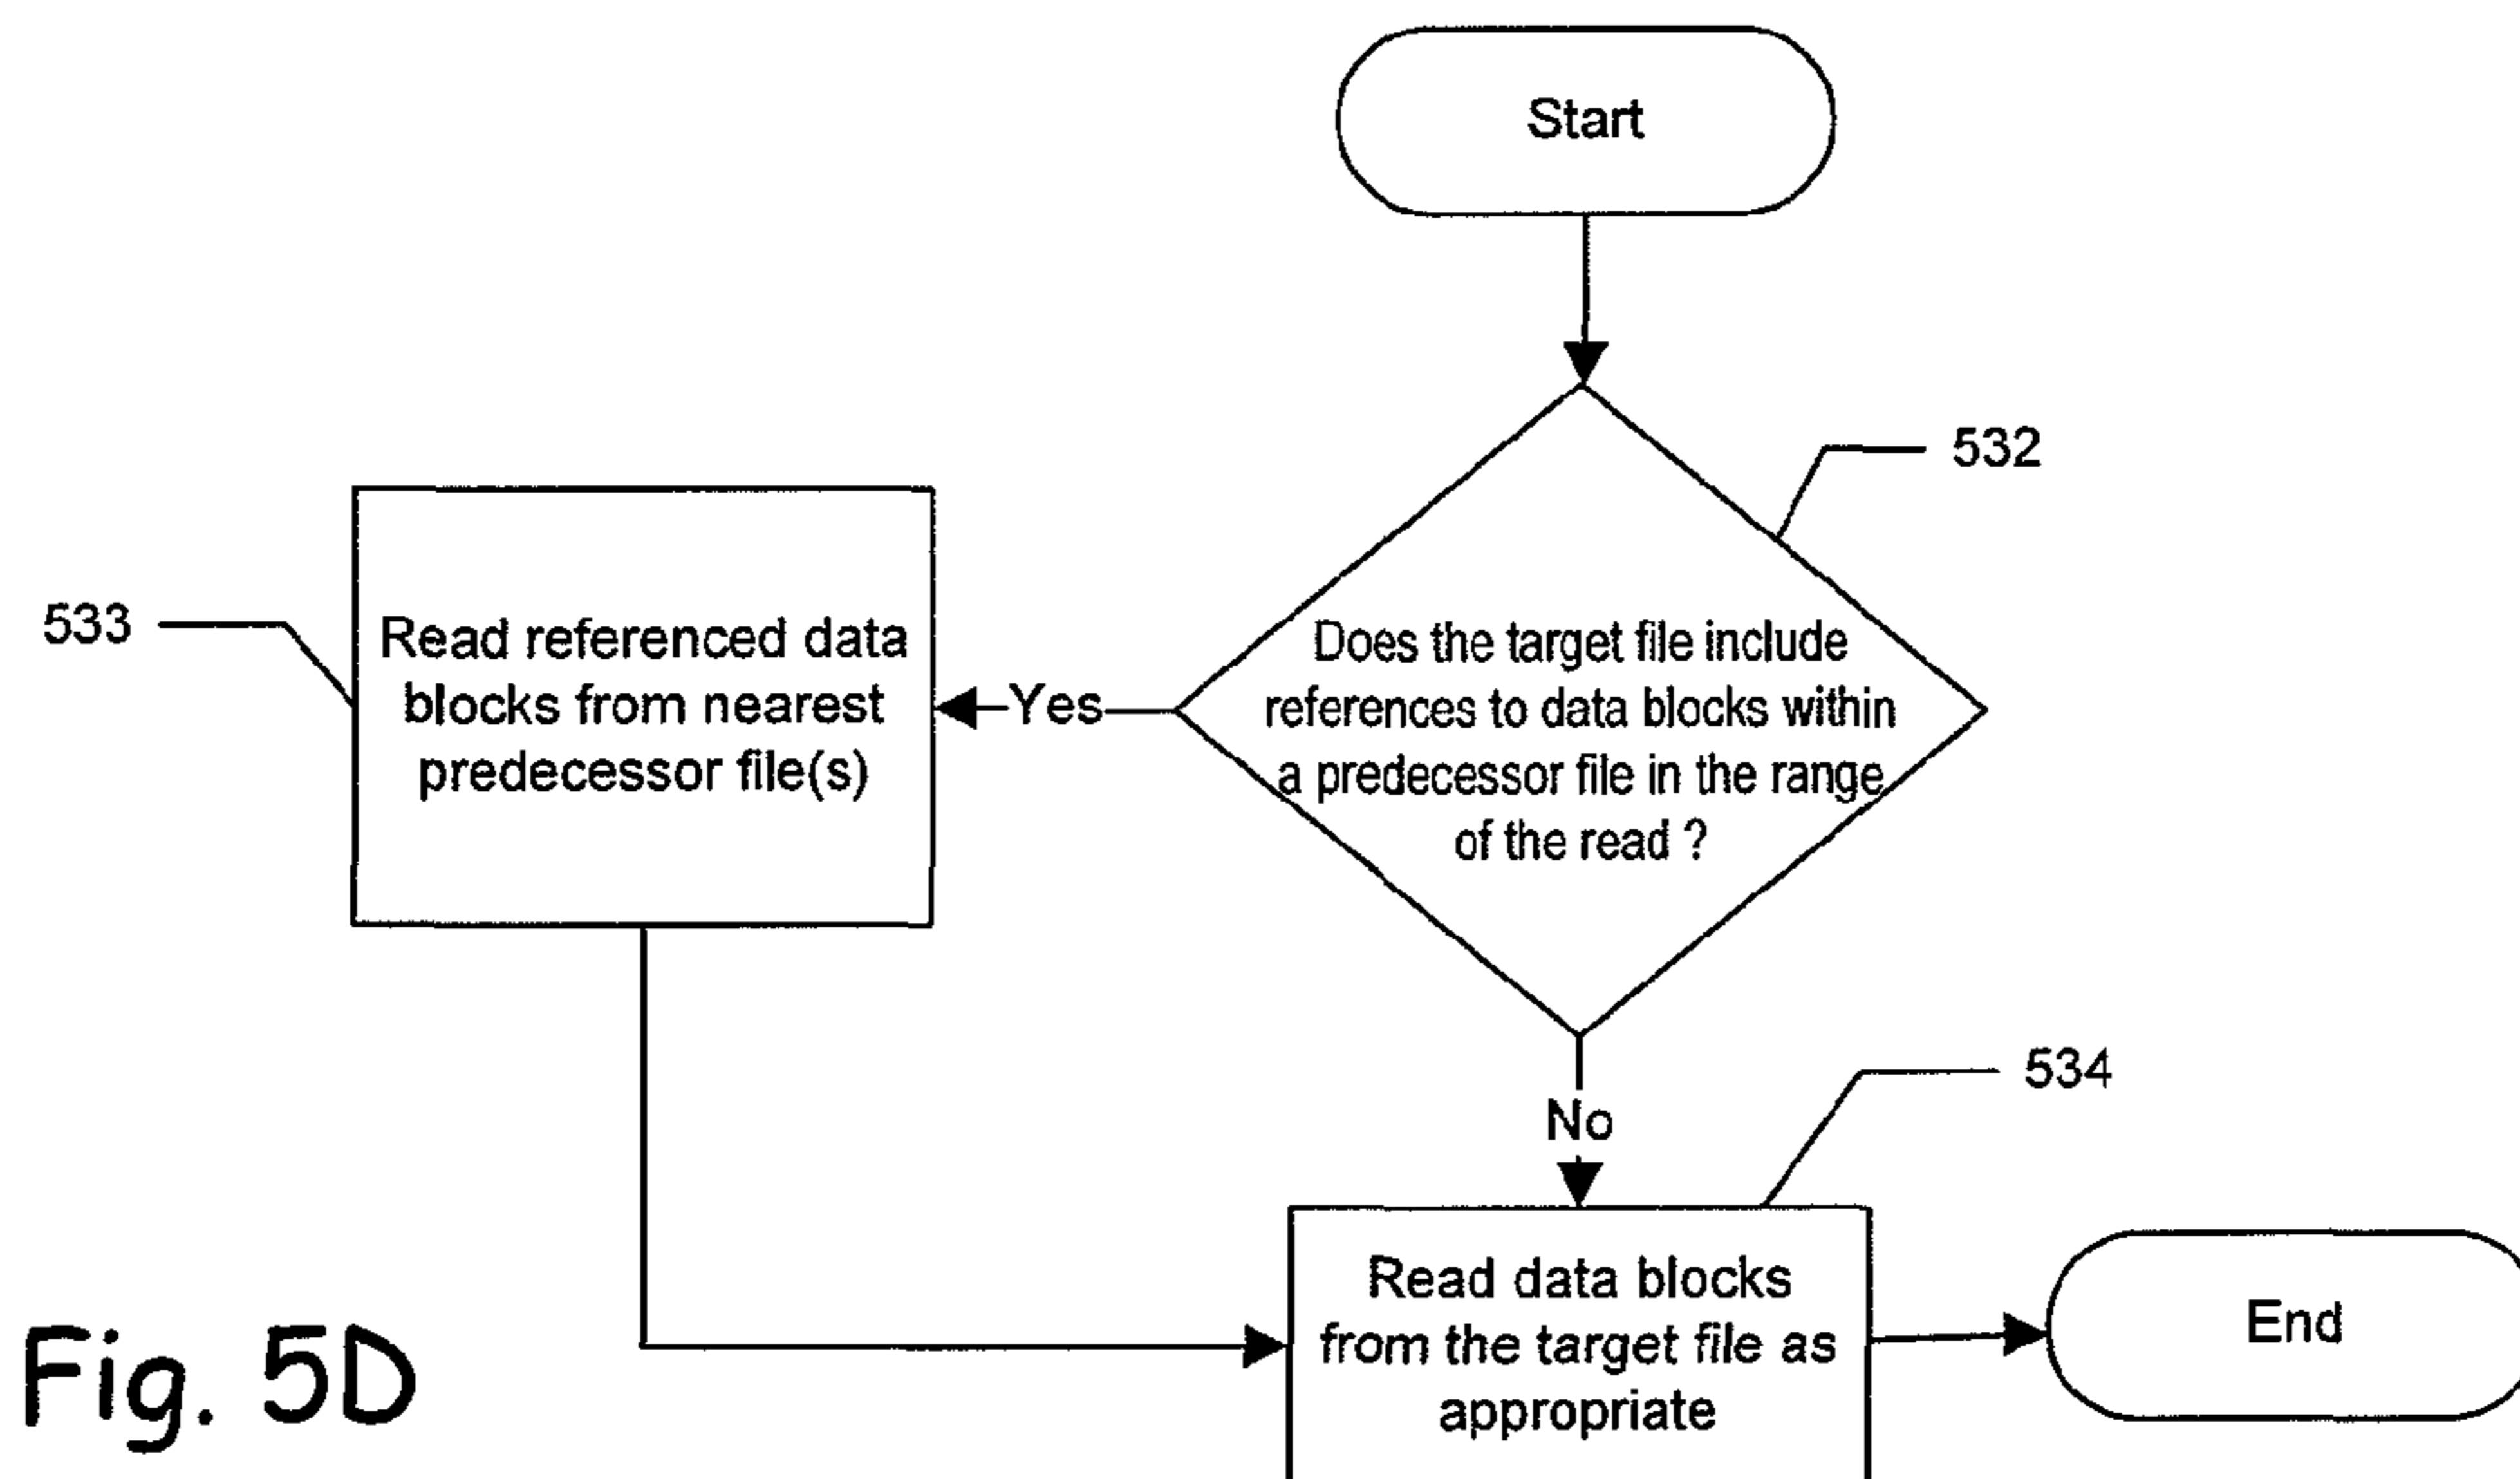 Start
532
Does the target file include
references to data blocks within
a predecessor file in the range
of the read ?
Yes
533
Read referenced data
blocks from nearest
predecessor file(s)
No
534
Read data blocks
from the target file as
appropriate
End
Fig. 5D